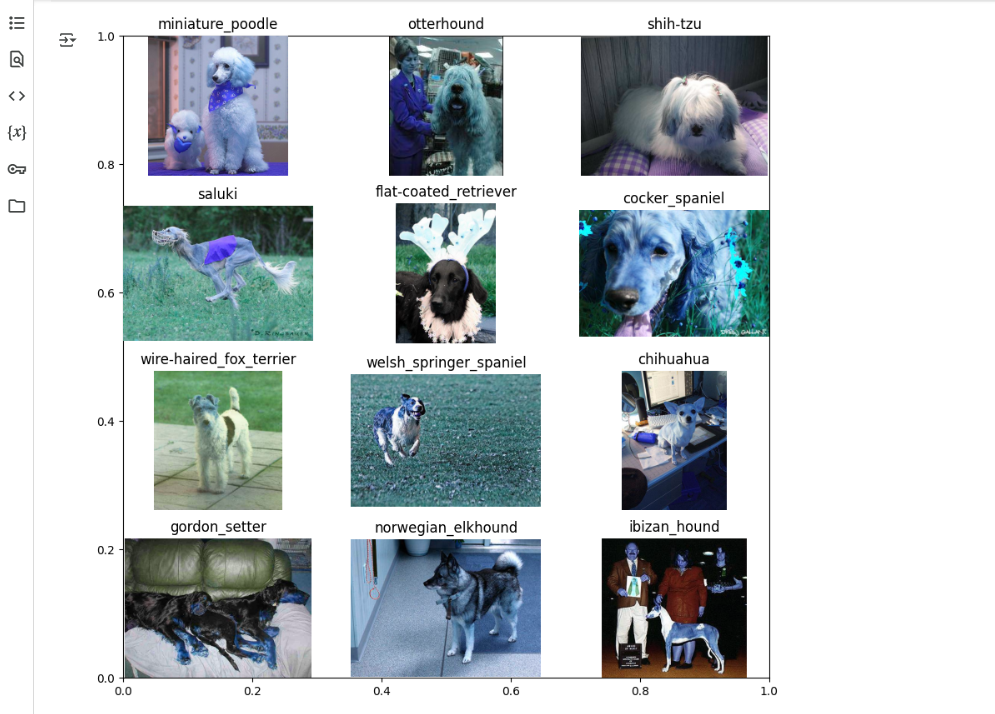 miniature_poodle
otterhound
shih-tzu
1.0
0.8
saluki
flat-coated_retriever
cocker_spaniel
0.6
wire-haired_fox_terrier
welsh_springer_spaniel
chihuahua
0.4
gordon_setter
norwegian_elkhound
ibizan_hound
0.2
0.0
0.0
0.2
0.4
0.6
0.8
1.0
{x}